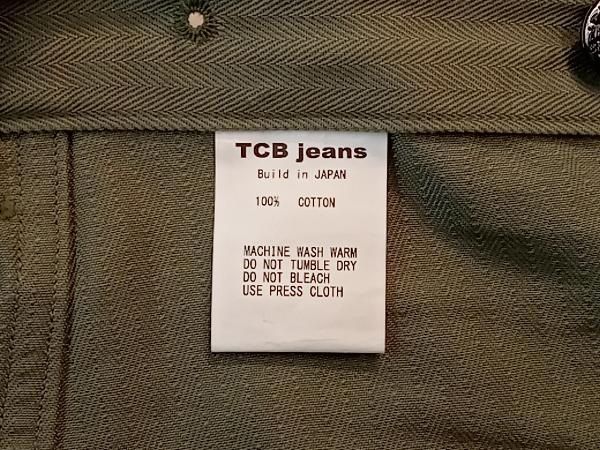 TCB jeans
Build in JAPAN
100% COTTON
MACHINE WASH WARM
DO NOT TUMBLE DRY
DO NOT BLEACH
USE PRESS CLOTH